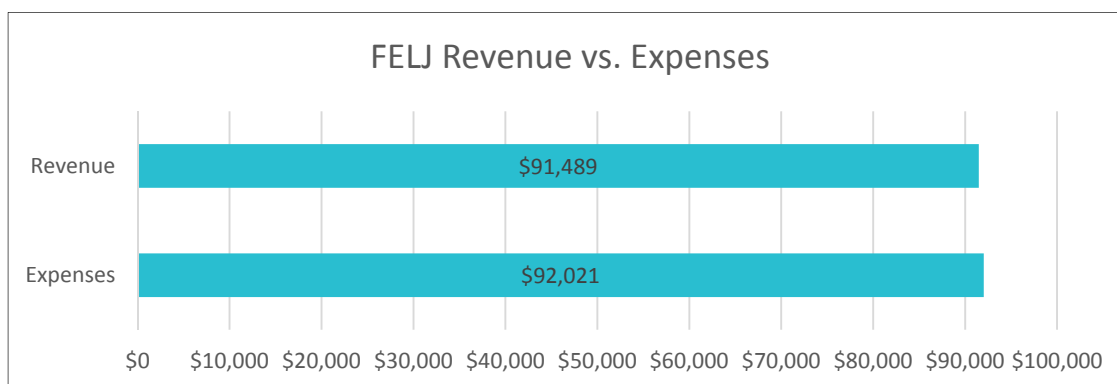 FELJ Revenue vs. Expenses
Revenue
$91,489
Expenses
$92,021
$0 $10,000 $20,000 $30,000 $40,000 $50,000 $60,000 $70,000 $80,000 $90,000 $100,000